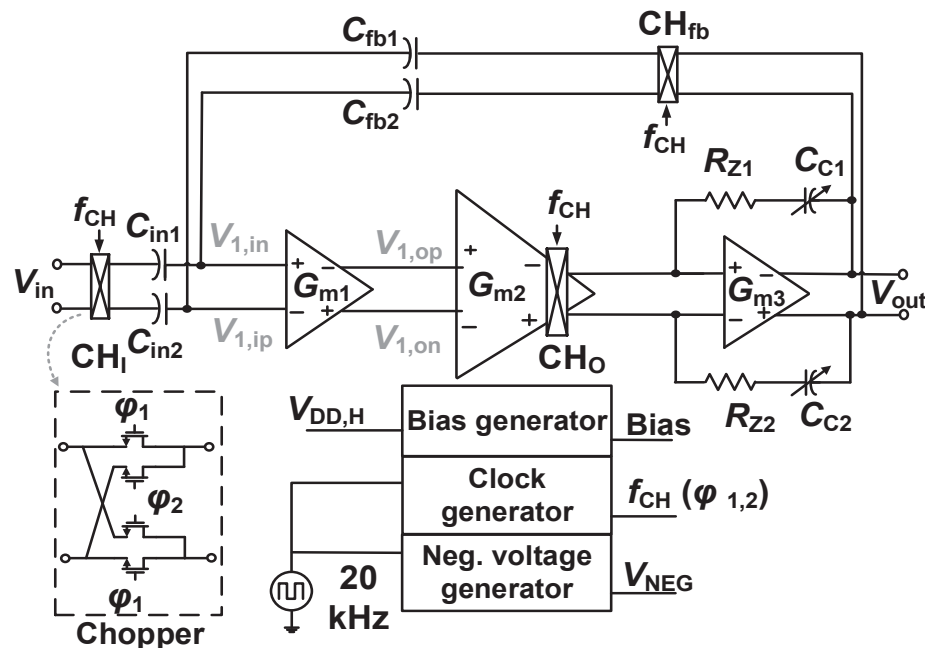 C_fb1
CH_fb
C_fb2
f_CH
R_Z1
C_C1
f_CH
C_in1
V_1,in
V_1,op
f_CH
V_in
+
−
G_m1
−
+
+
−
G_m2
−
+
+
−
G_m3
−
+
V_out
CH_I
C_in2
V_1,ip
V_1,on
CH_O
R_Z2
C_C2
φ_1
φ_2
φ_1
Chopper
V_DD,H
Bias generator
Bias
Clock
generator
f_CH (φ_1,2)
Neg. voltage
generator
V_NEG
20
kHz